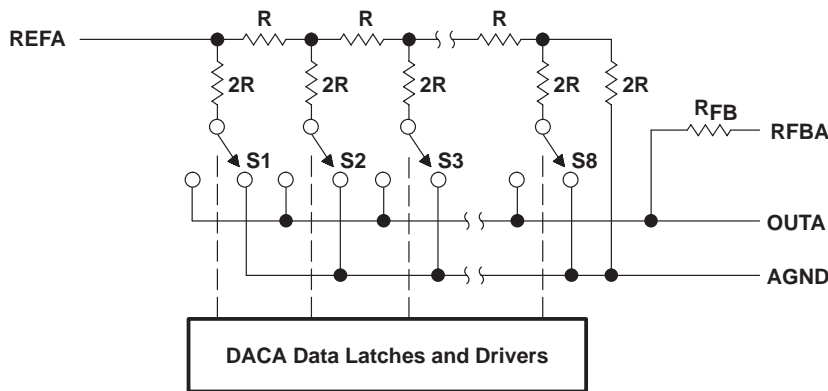 R R R
REFA
2R 2R 2R 2R 2R
RFB
RFBA
S1 S2 S3 S8
OUTA
AGND
DACA Data Latches and Drivers